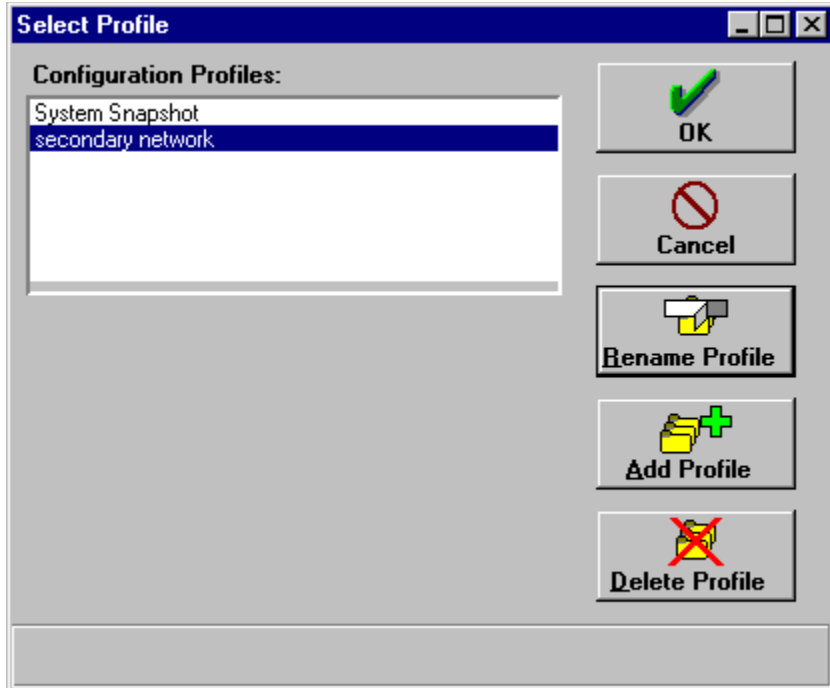 Select Profile
Configuration Profiles:
System Snapshot
secondary network
OK
Cancel
Rename Profile
Add Profile
Delete Profile